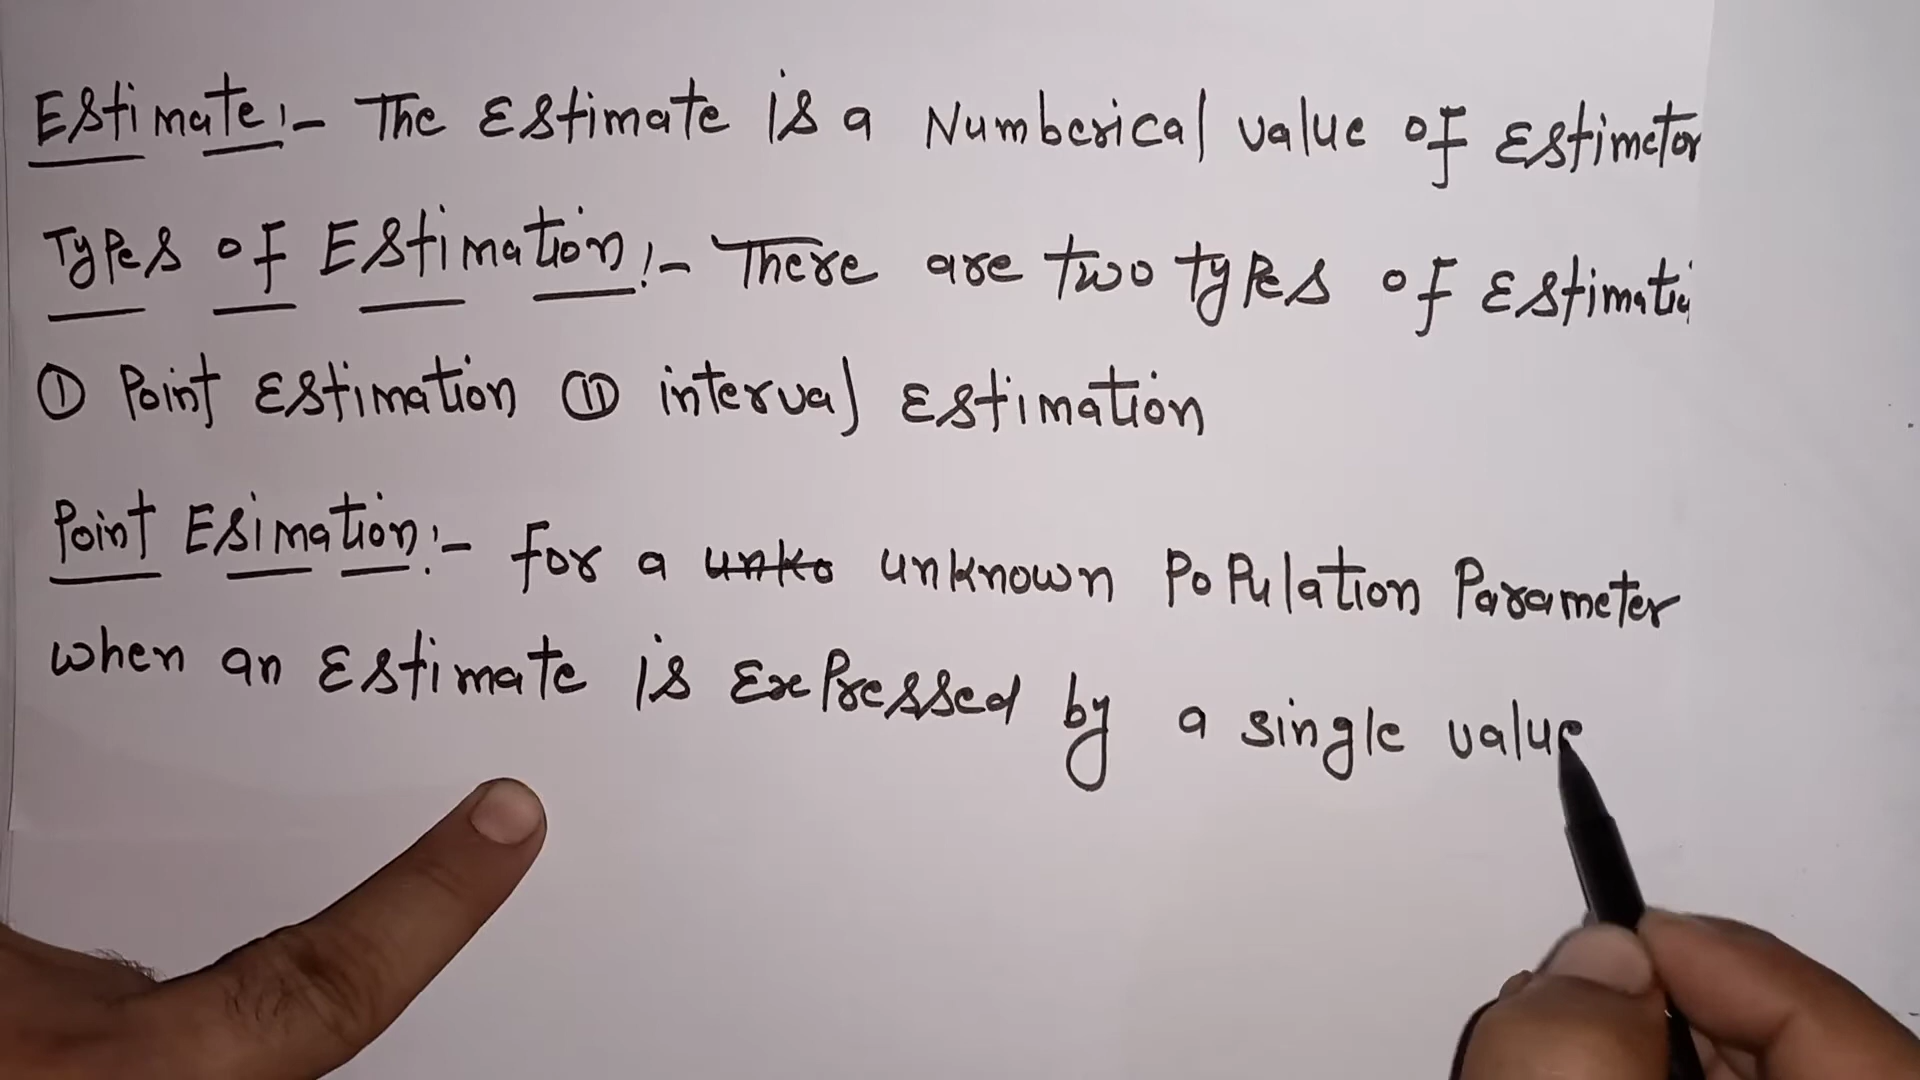 Estimate:- The Estimate is a Numberical value of Estimetor
Types of Estimation:- There are two types of Estimati
① Point Estimation ⑪ interval Estimation
Point Esimation:- for a unko unknown Population Parameter
when an Estimate is Expressed by a single value